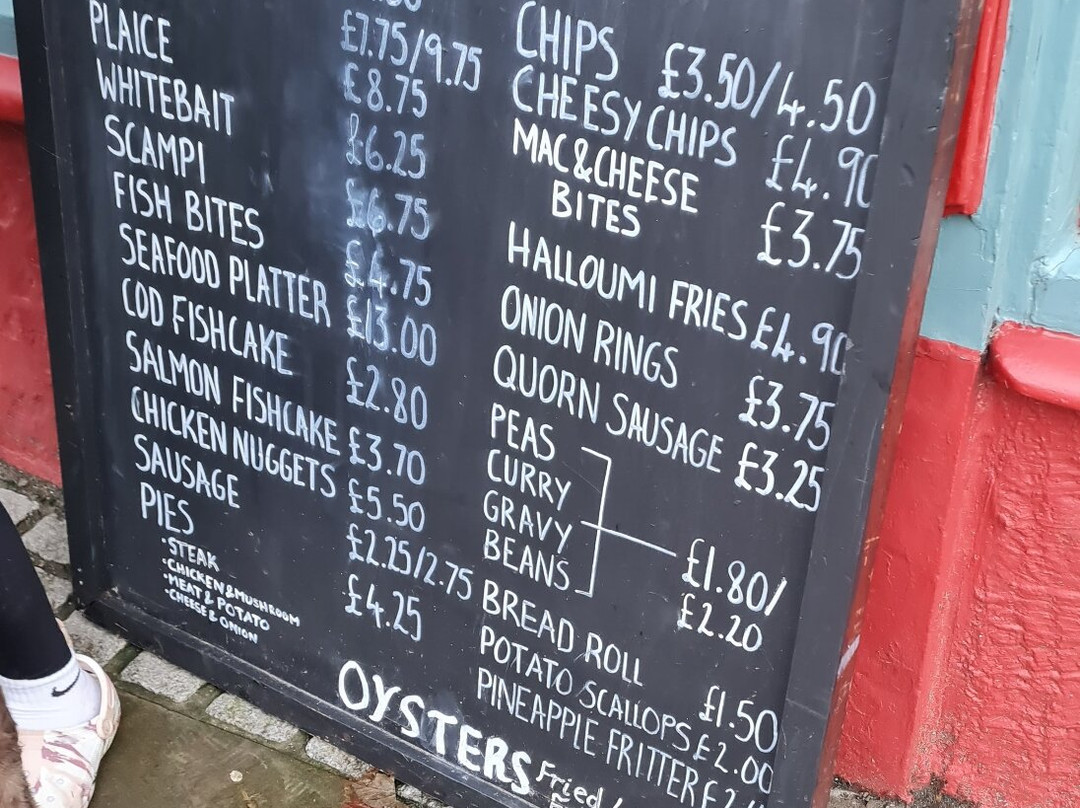 £7.75/9.75
PLAICE £8.75
WHITEBAIT £6.25
SCAMPI £6.75
FISH BITES £4.75
SEAFOOD PLATTER £13.00
COD FISHCAKE £2.80
SALMON FISHCAKE £3.70
CHICKEN NUGGETS £5.50
SAUSAGE £2.25/2.75
PIES £4.25
• STEAK
• CHICKEN & MUSHROOM
• MEAT & POTATO
• CHEESE & ONION
CHIPS £3.50/4.50
CHEESY CHIPS £4.90
MAC&CHEESE
BITES £3.75
HALLOUMI FRIES £4.90
ONION RINGS £3.75
QUORN SAUSAGE £3.25
PEAS
CURRY
GRAVY £1.80/
BEANS £2.20
BREAD ROLL £1.50
POTATO SCALLOPS £2.00
PINEAPPLE FRITTER
OYSTERS Fried/